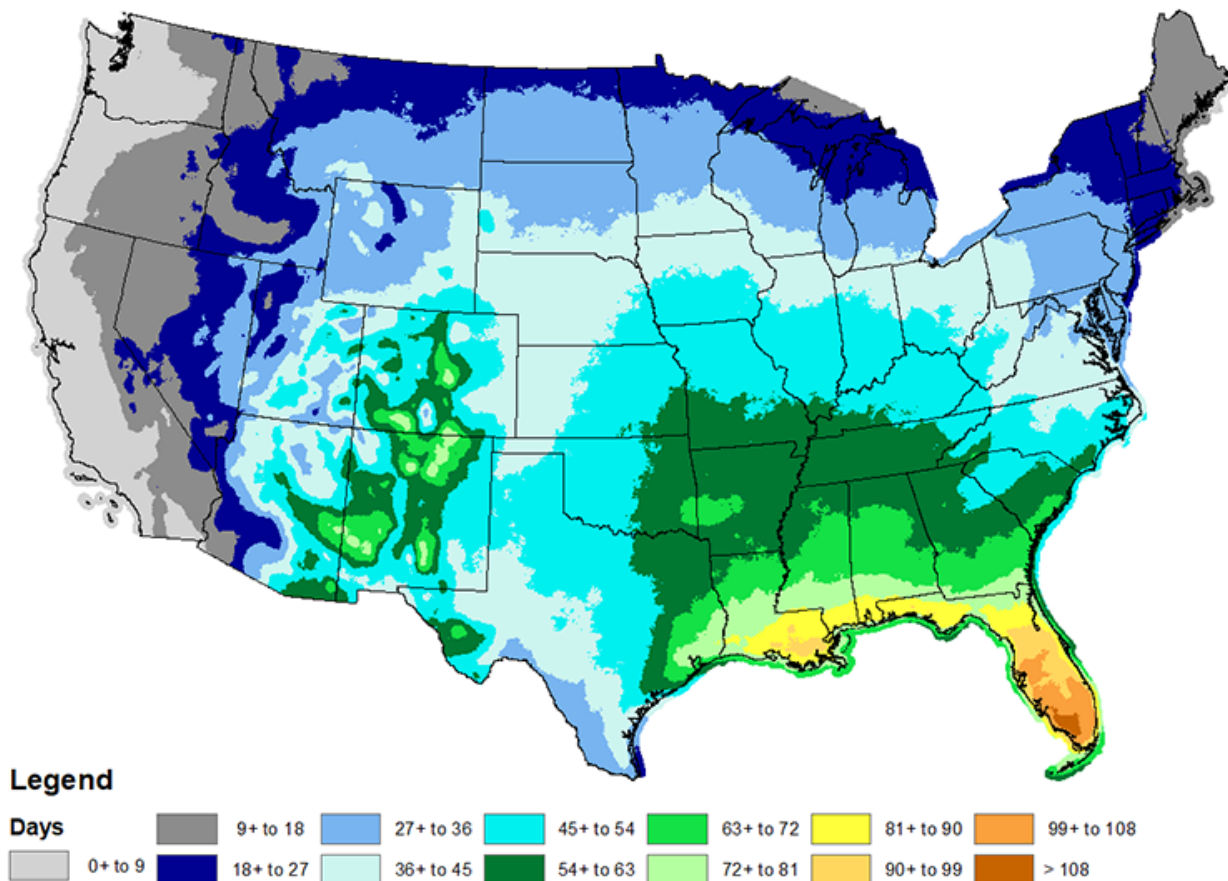 Legend
Days
9+ to 18
27+ to 36
45+ to 54
63+ to 72
81+ to 90
99+ to 108
0+ to 9
18+ to 27
36+ to 45
54+ to 63
72+ to 81
90+ to 99
> 108